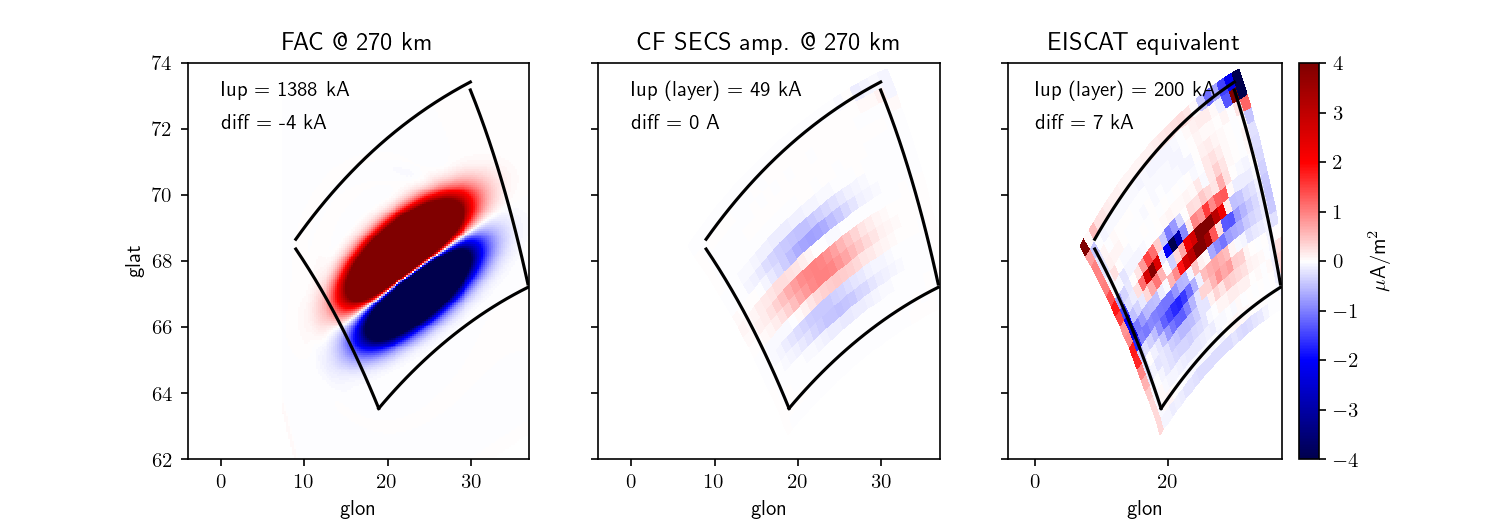 FAC @ 270 km
CF SECS amp. @ 270 km
EISCAT equivalent
Iup = 1388 kA
diff = -4 kA
Iup (layer) = 49 kA
diff = 0 A
Iup (layer) = 200 kA
diff = 7 kA
74
72
70
68
66
64
62
glat
0
10
20
30
glon
0
10
20
30
glon
0
20
glon
4
3
2
1
0
−1
−2
−3
−4
μA/m²